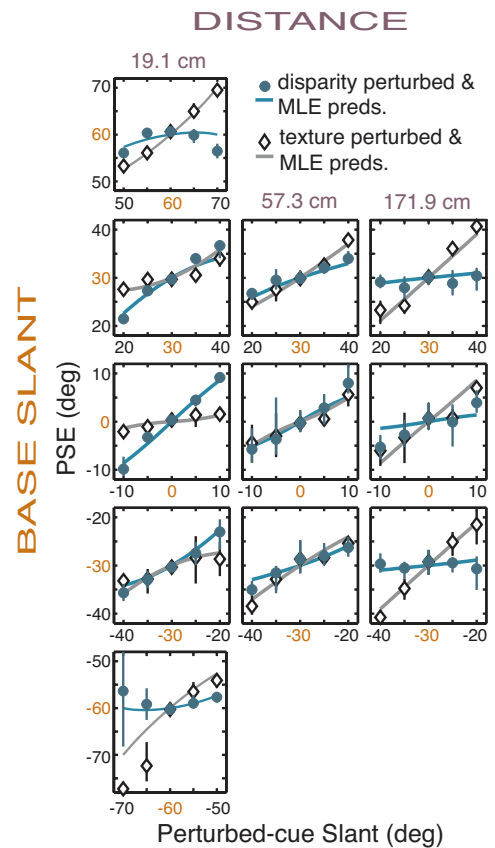 DISTANCE
19.1 cm
disparity perturbed &
MLE preds.
texture perturbed &
MLE preds.
70
60
50
50 60 70
57.3 cm 171.9 cm
BASE SLANT
PSE (deg)
40
30
20
20 30 40 20 30 40 20 30 40
10
0
-10
-10 0 10 -10 0 10 -10 0 10
-20
-30
-40
-40 -30 -20 -40 -30 -20 -40 -30 -20
-50
-60
-70
-70 -60 -50
Perturbed-cue Slant (deg)